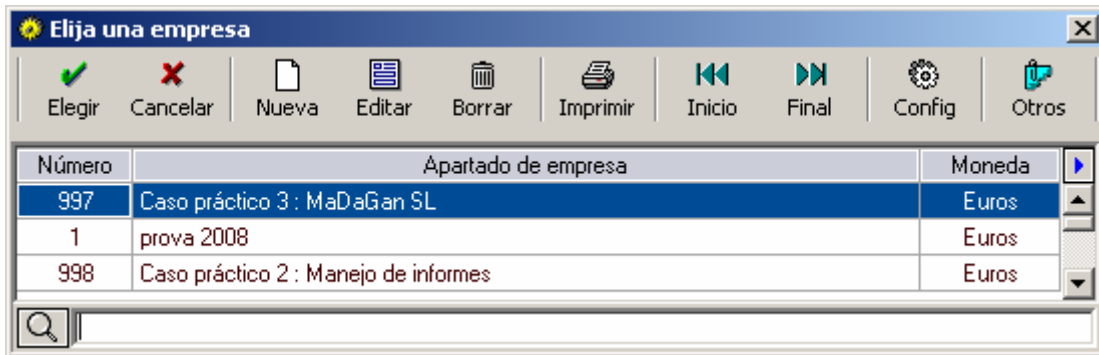 Elija una empresa
Elegir Cancelar Nueva Editar Borrar Imprimir Inicio Final Config Otros
Número Apartado de empresa Moneda
997 Caso práctico 3 : MaDaGan SL Euros
1 prova 2008 Euros
998 Caso práctico 2 : Manejo de informes Euros